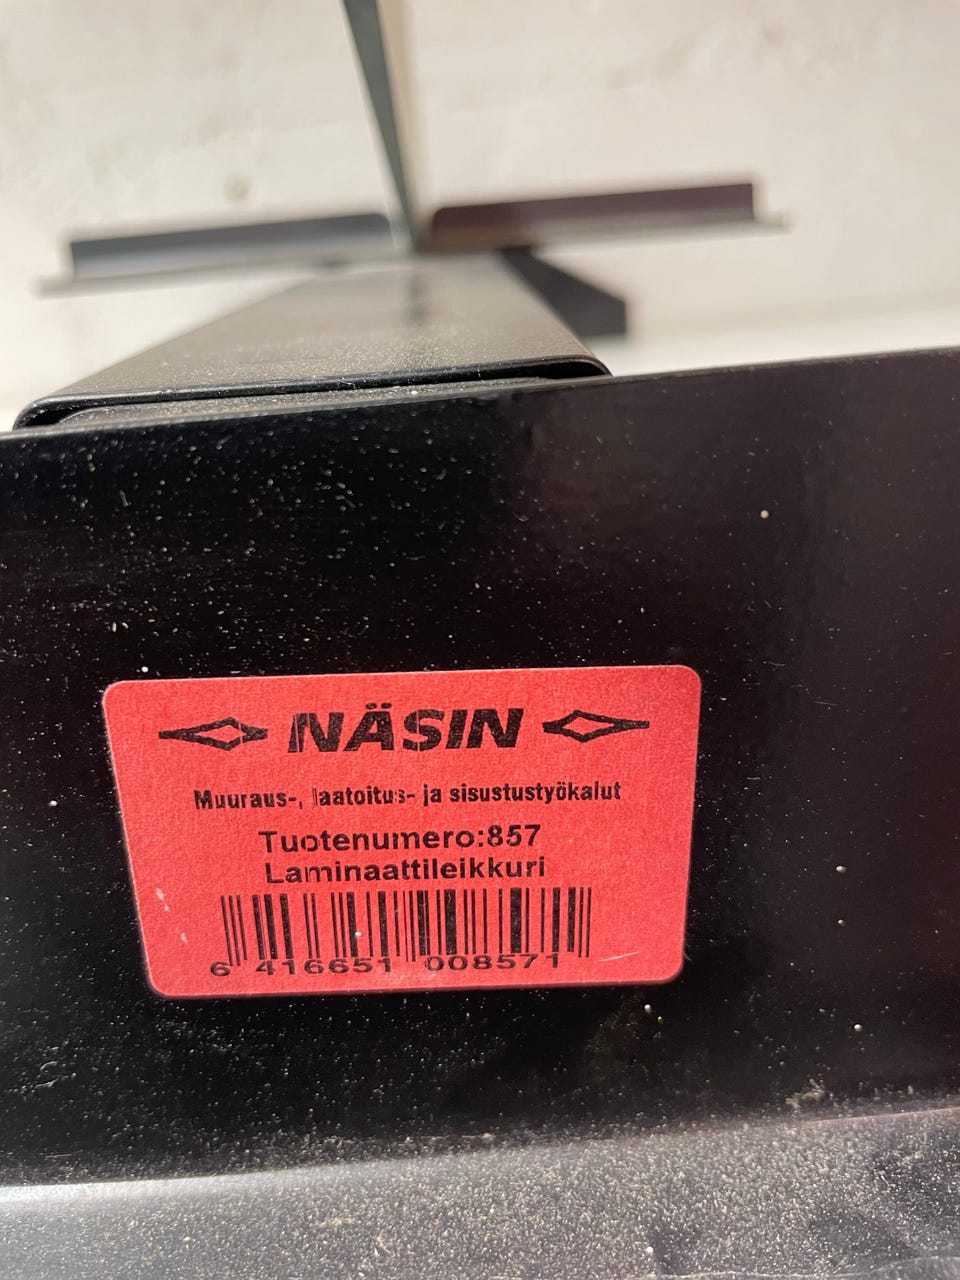 NÄSIN
Muuraus-, laatoitus- ja sisustustyökalut
Tuotenumero:857
Laminaattileikkuri
6 416651 008571